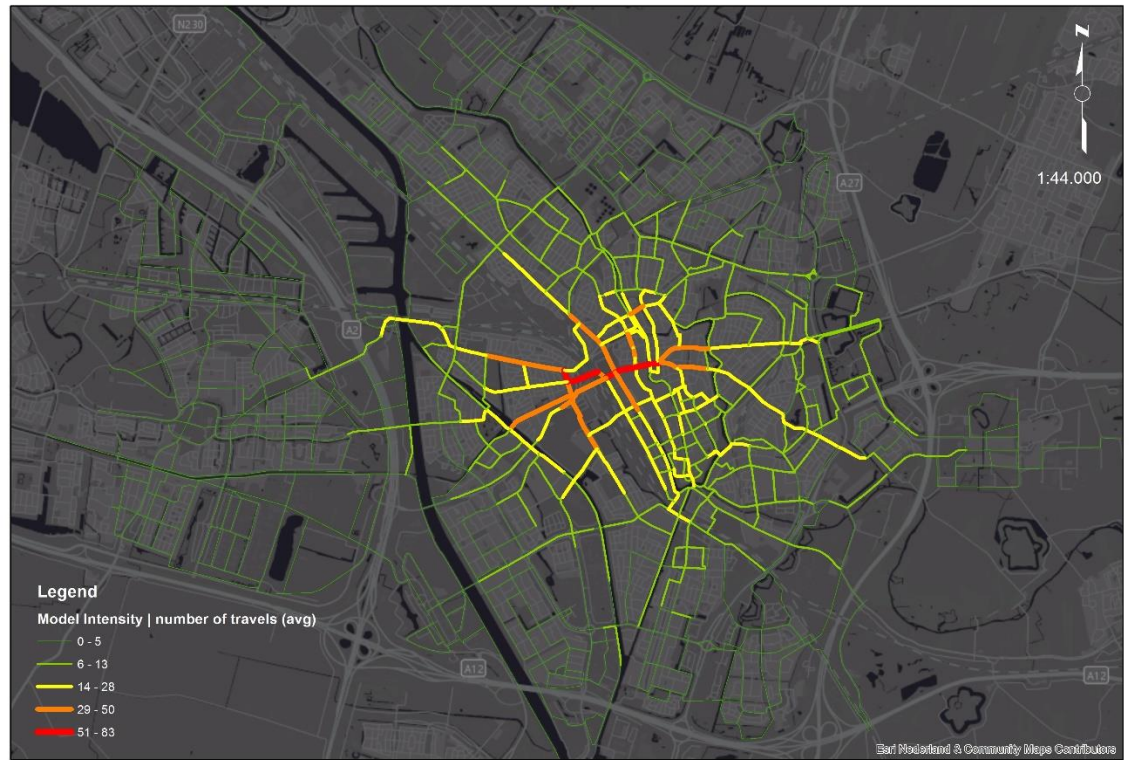 N230
N
1:44.000
A27
A2
Legend
Model Intensity | number of travels (avg)
0 - 5
6 - 13
14 - 28
29 - 50
51 - 83
A12
A12
Esri Nederland & Community Maps Contributors